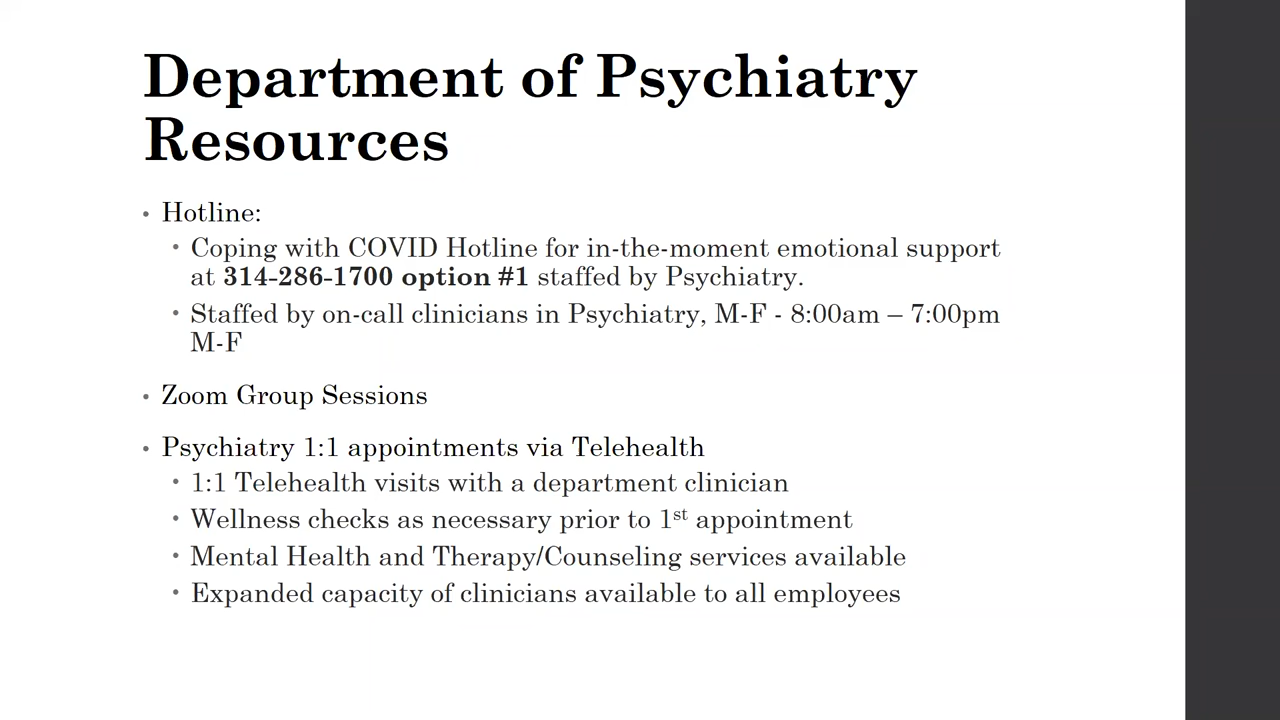 Department of Psychiatry
Resources
• Hotline:
• Coping with COVID Hotline for in-the-moment emotional support
at 314-286-1700 option #1 staffed by Psychiatry.
• Staffed by on-call clinicians in Psychiatry, M-F - 8:00am – 7:00pm
M-F
• Zoom Group Sessions
• Psychiatry 1:1 appointments via Telehealth
• 1:1 Telehealth visits with a department clinician
• Wellness checks as necessary prior to 1st appointment
• Mental Health and Therapy/Counseling services available
• Expanded capacity of clinicians available to all employees